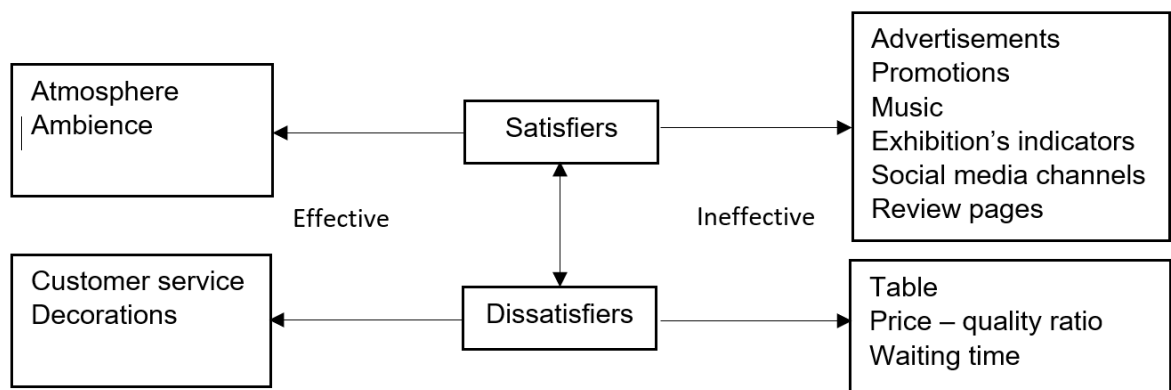 Atmosphere
Ambience
Satisfiers
Advertisements
Promotions
Music
Exhibition’s indicators
Social media channels
Review pages
Effective
Ineffective
Customer service
Decorations
Dissatisfiers
Table
Price – quality ratio
Waiting time